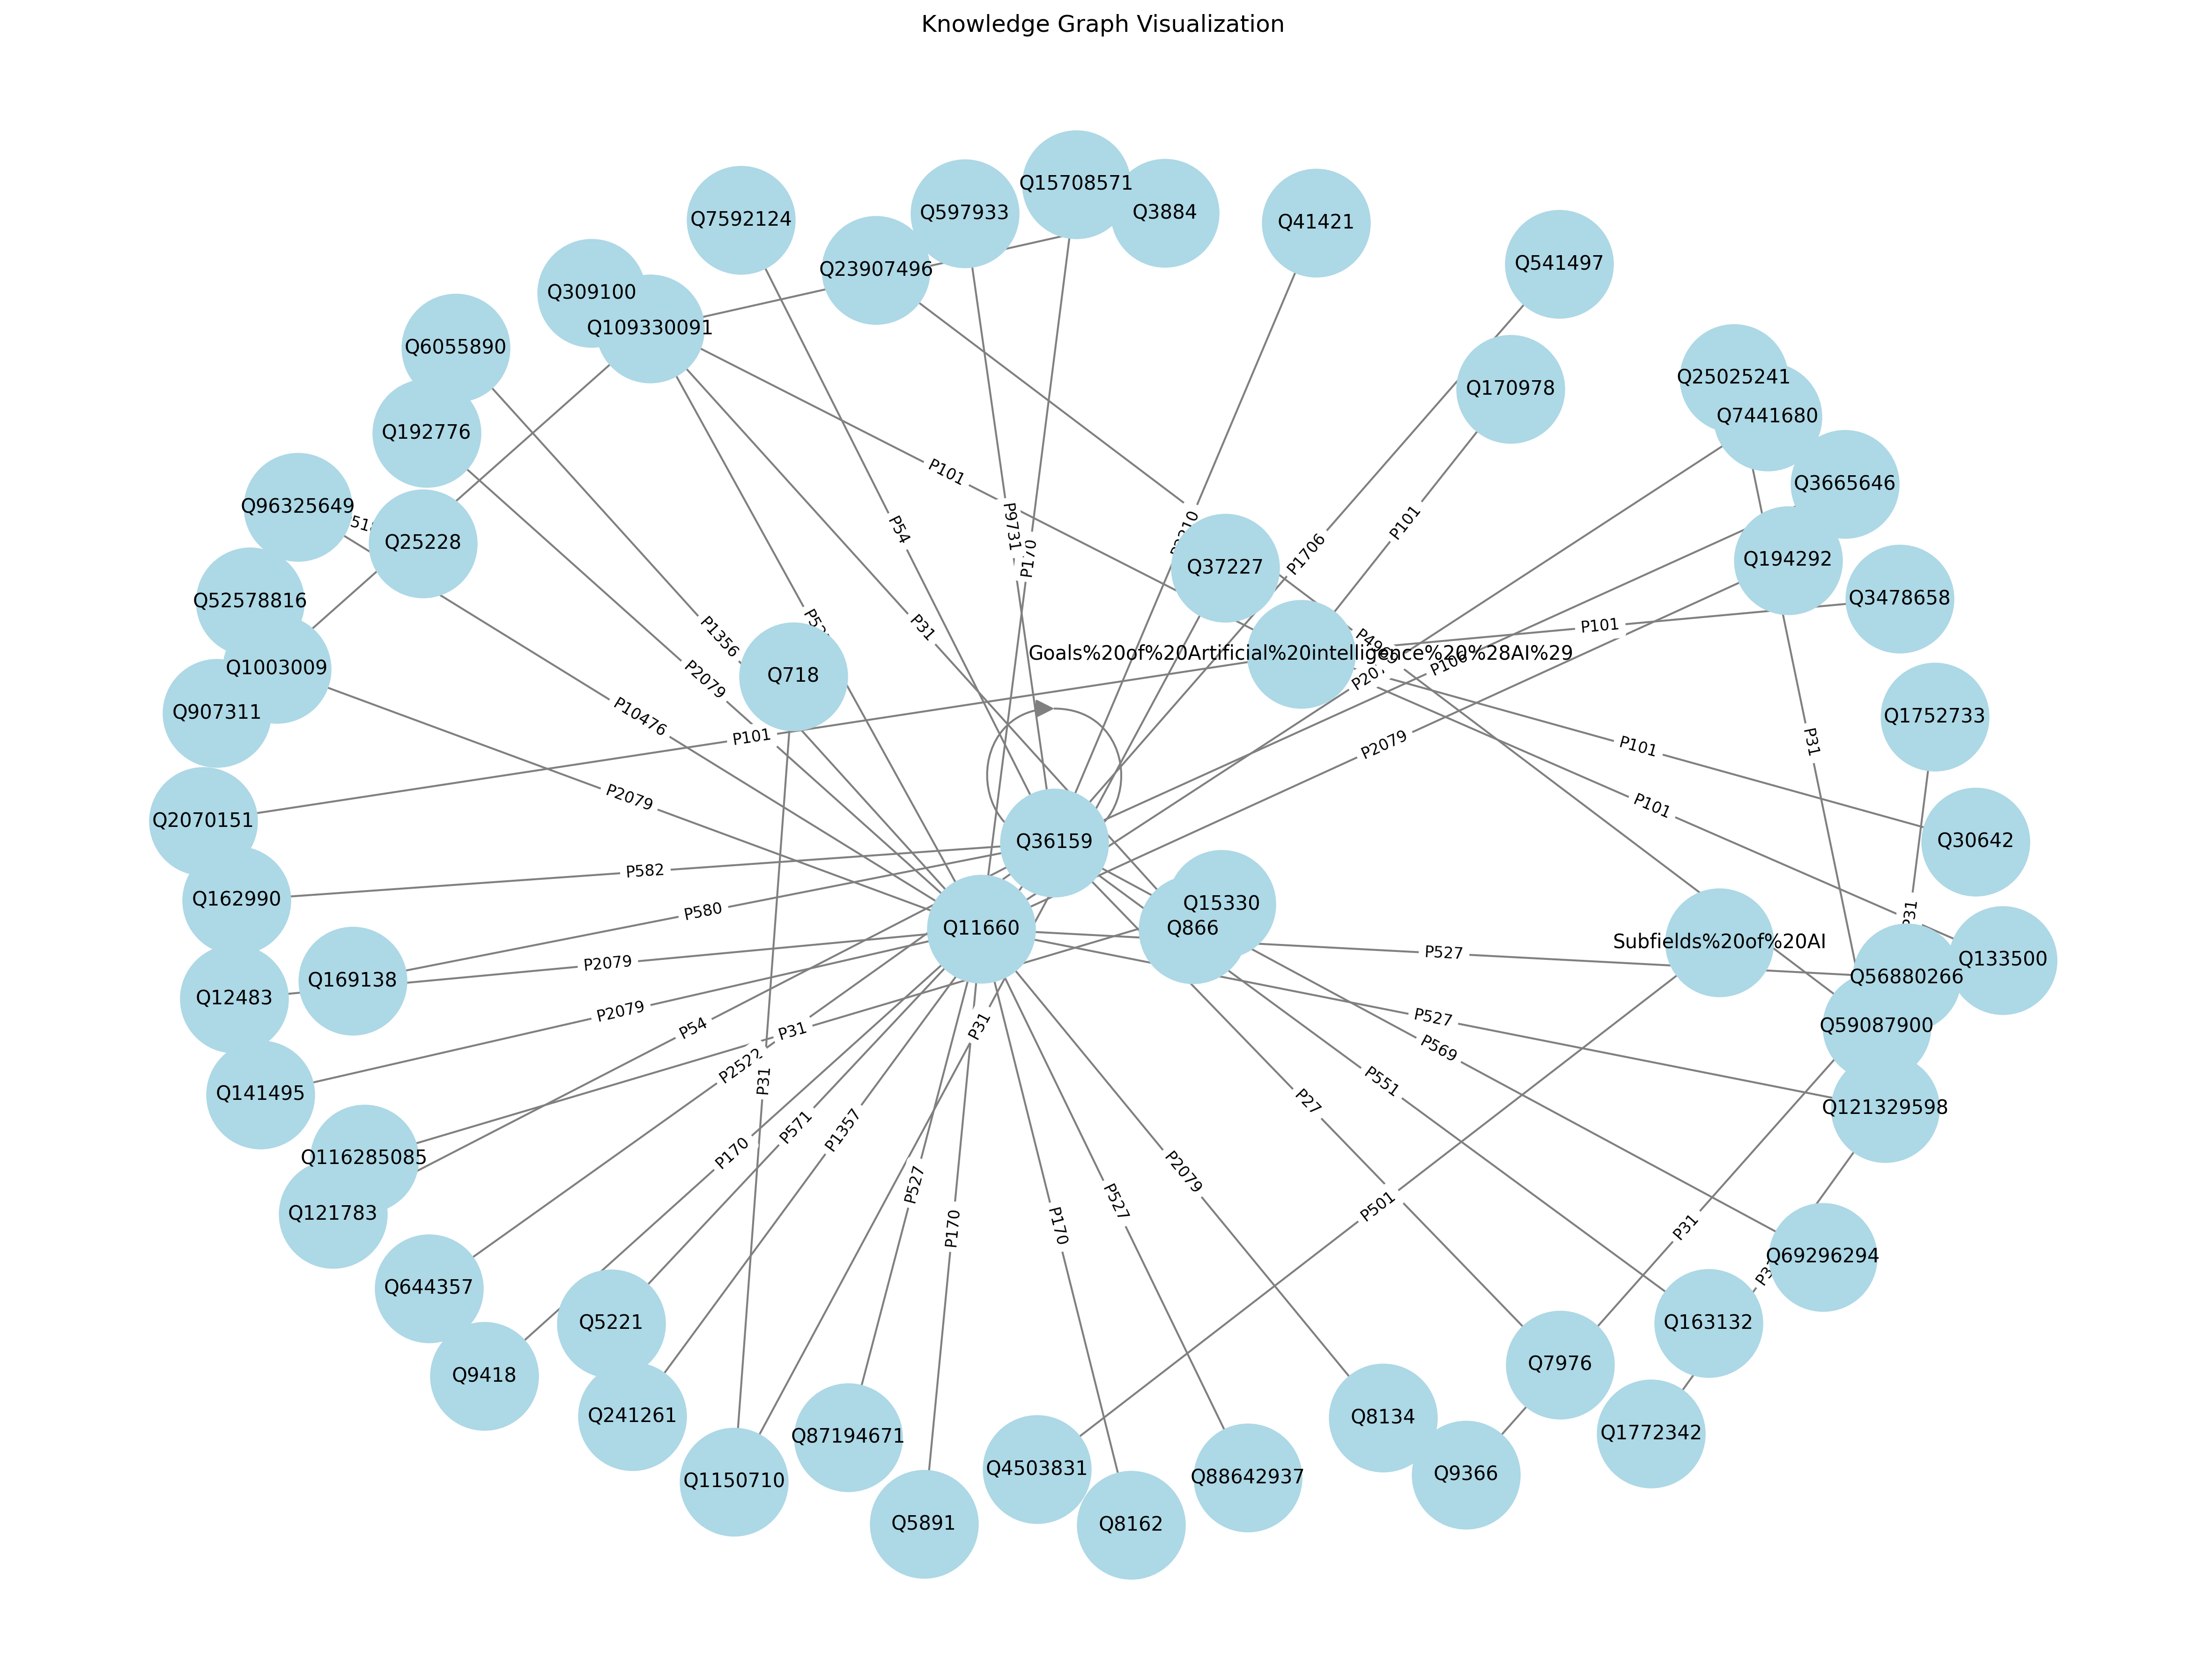 Knowledge Graph Visualization
Q15708571
Q7592124
Q597933
Q3884
Q41421
Q541497
Q23907496
Q309100
Q109330091
Q6055890
Q25025241
Q170978
Q7441680
Q192776
P101
Q3665646
Q96325649
P54
P9731
P170
P101
Q25228
P1706
Q37227
Q194292
Q52578816
Q3478658
P31
P1356
P101
Goals%20of%20Artificial%20intelligence%20%28AI%29
Q1003009
P2079
Q718
P106
Q907311
P10476
Q1752733
P101
P2079
P31
P101
P2079
P101
Q2070151
Q36159
Q30642
P582
Q162990
P580
Q15330
P31
Q11660
Q866
Subfields%20of%20AI
P527
P2079
Q133500
Q169138
Q56880266
Q12483
P2079
P54
P31
P31
P527
Q59087900
P569
P2522
P31
P551
Q141495
P27
Q121329598
P571
P1357
Q116285085
P170
P2079
P527
P527
P501
Q121783
P170
P170
P31
Q69296294
Q644357
Q5221
Q163132
Q7976
Q9418
Q241261
Q8134
Q87194671
Q1772342
Q4503831
Q9366
Q88642937
Q1150710
Q5891
Q8162